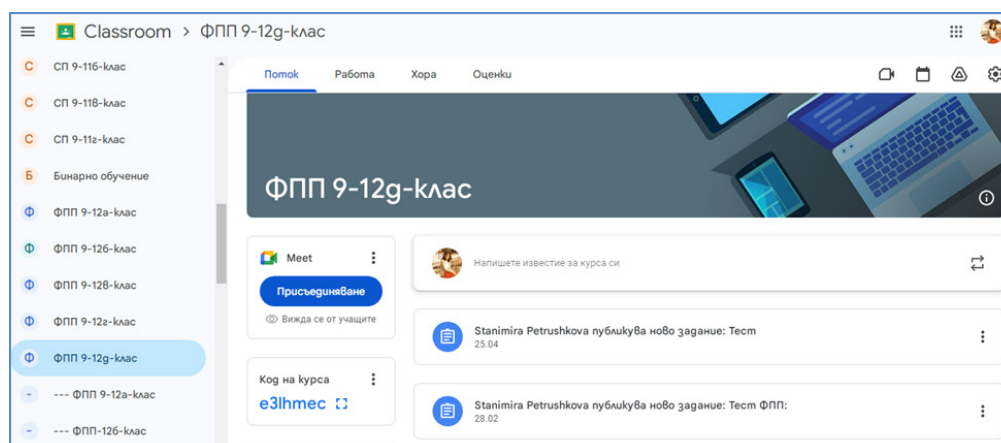 Classroom > ФПП 9-12д-клас
СП 9-11б-клас
СП 9-11в-клас
СП 9-11г-клас
Бинарно обучение
ФПП 9-12а-клас
ФПП 9-12б-клас
ФПП 9-12в-клас
ФПП 9-12г-клас
ФПП 9-12д-клас
--- ФПП 9-12а-клас
--- ФПП-12б-клас
Поток Работа Хора Оценки
ФПП 9-12д-клас
Meet
Присъединяване
Вижда се от учащите
Код на курса
e3lhmec
Напишете известие за курса си
Stanimira Petrushkova публикува ново задание: Тест
25.04
Stanimira Petrushkova публикува ново задание: Тест ФПП:
28.02